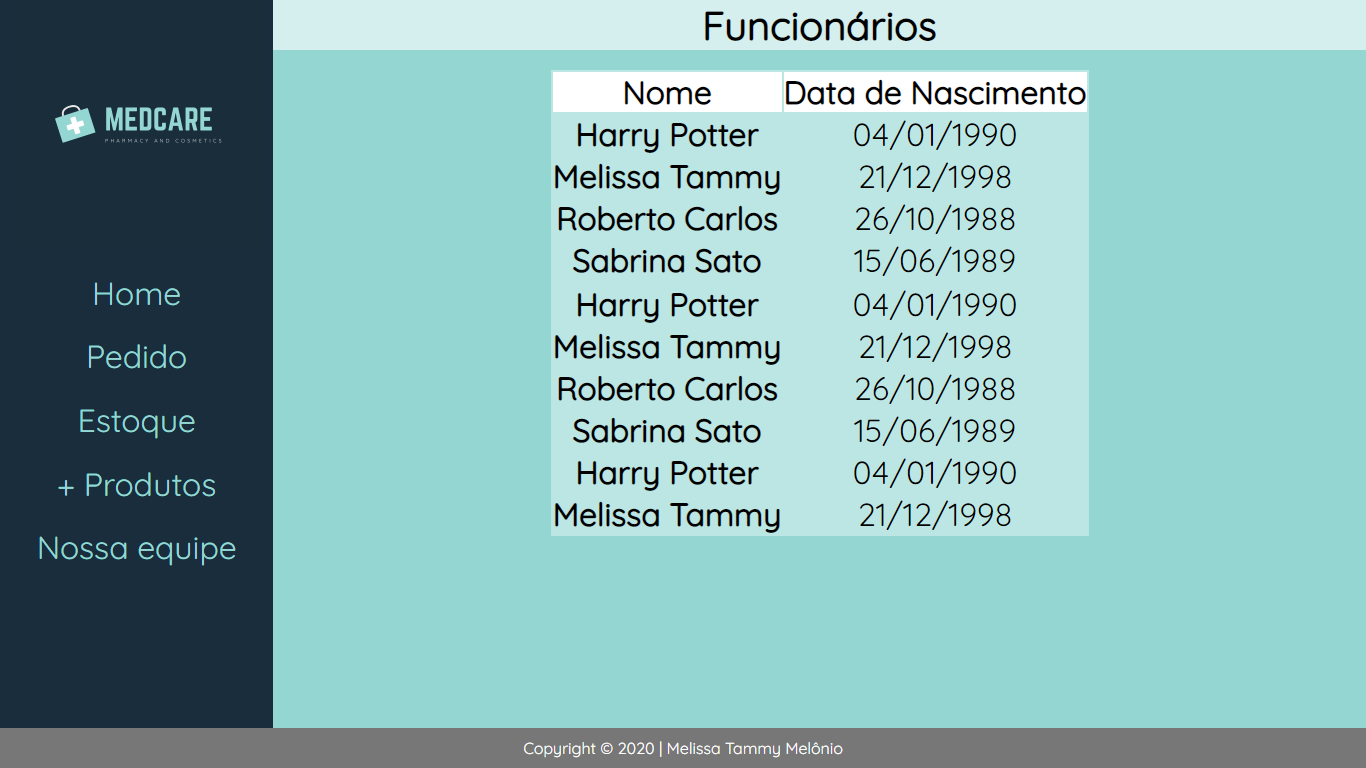 Funcionários
MEDCARE
PHARMACY AND COSMETICS
Home
Pedido
Estoque
+ Produtos
Nossa equipe
Nome Data de Nascimento
Harry Potter 04/01/1990
Melissa Tammy 21/12/1998
Roberto Carlos 26/10/1988
Sabrina Sato 15/06/1989
Harry Potter 04/01/1990
Melissa Tammy 21/12/1998
Roberto Carlos 26/10/1988
Sabrina Sato 15/06/1989
Harry Potter 04/01/1990
Melissa Tammy 21/12/1998
Copyright © 2020 | Melissa Tammy Melônio